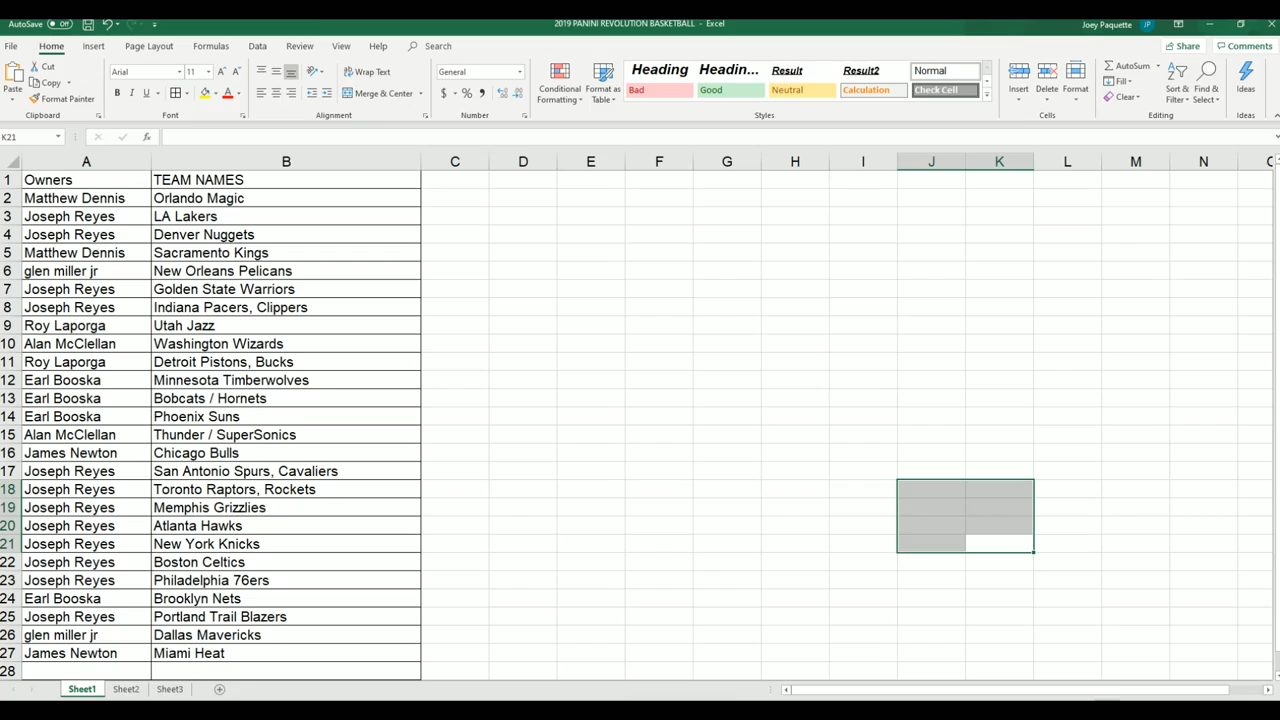 AutoSave Off 2019 PANINI REVOLUTION BASKETBALL - Excel Joey Paquette JP
File Home Insert Page Layout Formulas Data Review View Help Search Share Comments
Paste Cut Copy Format Painter Clipboard
Arial 11 A A B I U A Font
ab Wrap Text Merge & Center Alignment
General $ % , Number
Conditional Formatting Format as Table
Heading Headin... Result Result2 Normal
Bad Good Neutral Calculation Check Cell Styles
Insert Delete Format Cells
AutoSum Fill Clear Sort & Filter Find & Select Editing
Ideas Ideas
K21 fx
A B C D E F G H I J K L M N
1 Owners TEAM NAMES
2 Matthew Dennis Orlando Magic
3 Joseph Reyes LA Lakers
4 Joseph Reyes Denver Nuggets
5 Matthew Dennis Sacramento Kings
6 glen miller jr New Orleans Pelicans
7 Joseph Reyes Golden State Warriors
8 Joseph Reyes Indiana Pacers, Clippers
9 Roy Laporga Utah Jazz
10 Alan McClellan Washington Wizards
11 Roy Laporga Detroit Pistons, Bucks
12 Earl Booska Minnesota Timberwolves
13 Earl Booska Bobcats / Hornets
14 Earl Booska Phoenix Suns
15 Alan McClellan Thunder / SuperSonics
16 James Newton Chicago Bulls
17 Joseph Reyes San Antonio Spurs, Cavaliers
18 Joseph Reyes Toronto Raptors, Rockets
19 Joseph Reyes Memphis Grizzlies
20 Joseph Reyes Atlanta Hawks
21 Joseph Reyes New York Knicks
22 Joseph Reyes Boston Celtics
23 Joseph Reyes Philadelphia 76ers
24 Earl Booska Brooklyn Nets
25 Joseph Reyes Portland Trail Blazers
26 glen miller jr Dallas Mavericks
27 James Newton Miami Heat
28
Sheet1 Sheet2 Sheet3